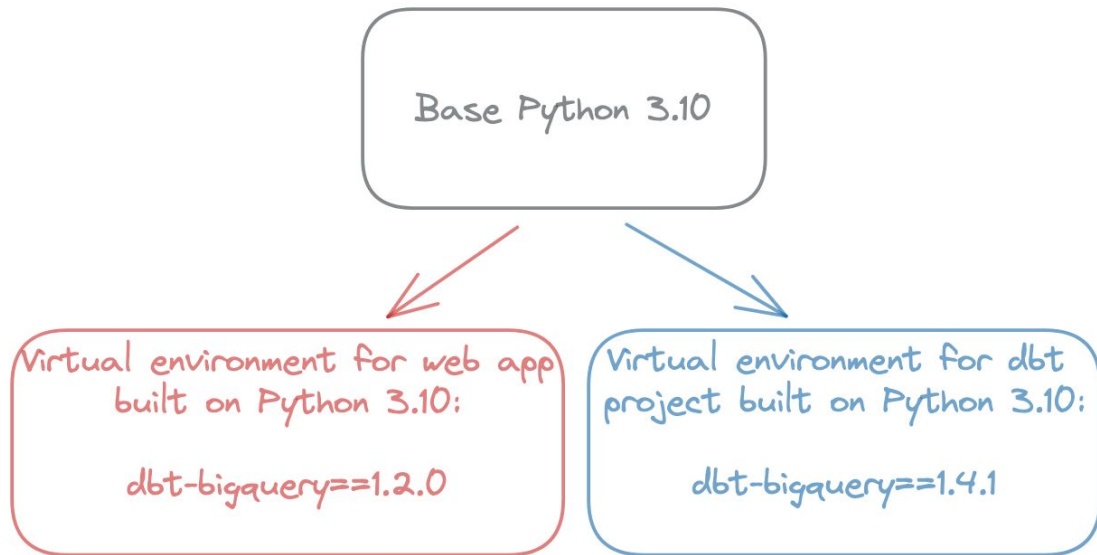 Base Python 3.10
Virtual environment for web app
built on Python 3.10:
dbt-bigquery==1.2.0
Virtual environment for dbt
project built on Python 3.10:
dbt-bigquery==1.4.1